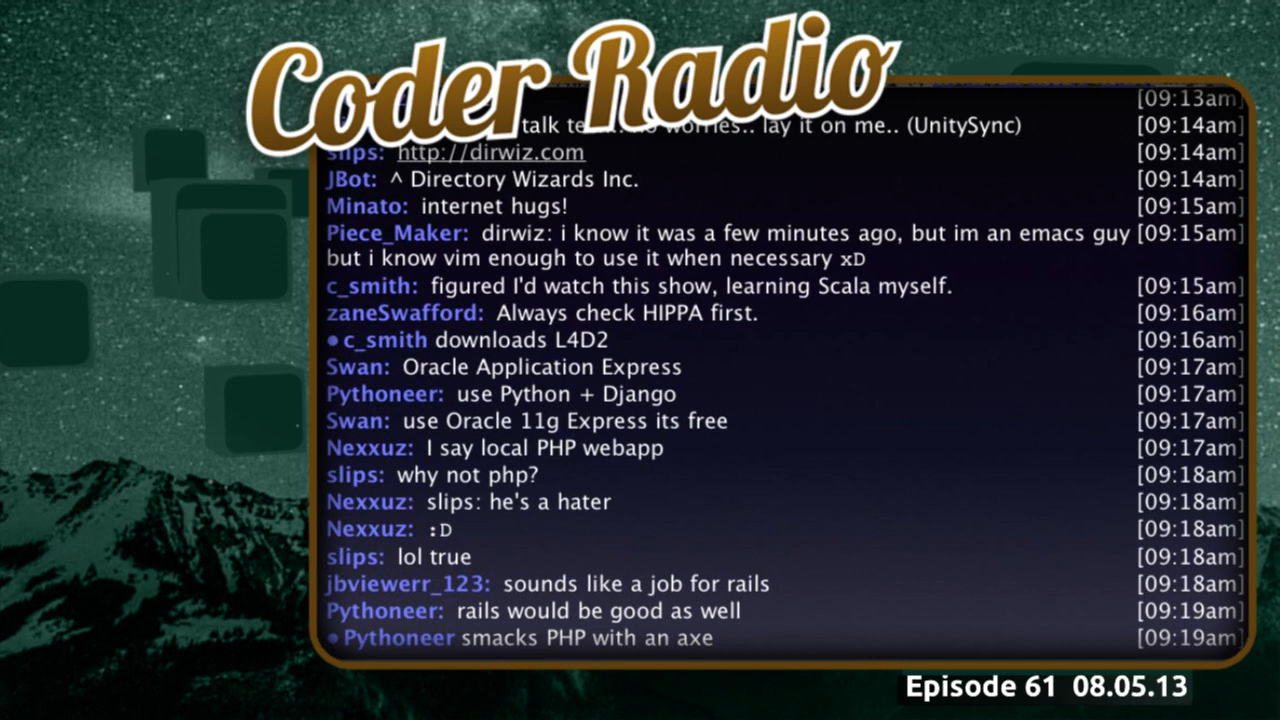 Coder Radio
[09:13am]
talk te worries.. lay it on me.. (UnitySync) [09:14am]
slips: http://dirwiz.com [09:14am]
JBot: ^ Directory Wizards Inc. [09:14am]
Minato: internet hugs! [09:15am]
Piece_Maker: dirwiz: i know it was a few minutes ago, but im an emacs guy [09:15am]
but i know vim enough to use it when necessary xD
c_smith: figured I'd watch this show, learning Scala myself. [09:15am]
zaneSwafford: Always check HIPPA first. [09:16am]
•c_smith downloads L4D2 [09:16am]
Swan: Oracle Application Express [09:17am]
Pythoneer: use Python + Django [09:17am]
Swan: use Oracle 11g Express its free [09:17am]
Nexxuz: I say local PHP webapp [09:17am]
slips: why not php? [09:18am]
Nexxuz: slips: he's a hater [09:18am]
Nexxuz: :D [09:18am]
slips: lol true [09:18am]
jbviewerr_123: sounds like a job for rails [09:18am]
Pythoneer: rails would be good as well [09:19am]
•Pythoneer smacks PHP with an axe [09:19am]
Episode 61 08.05.13